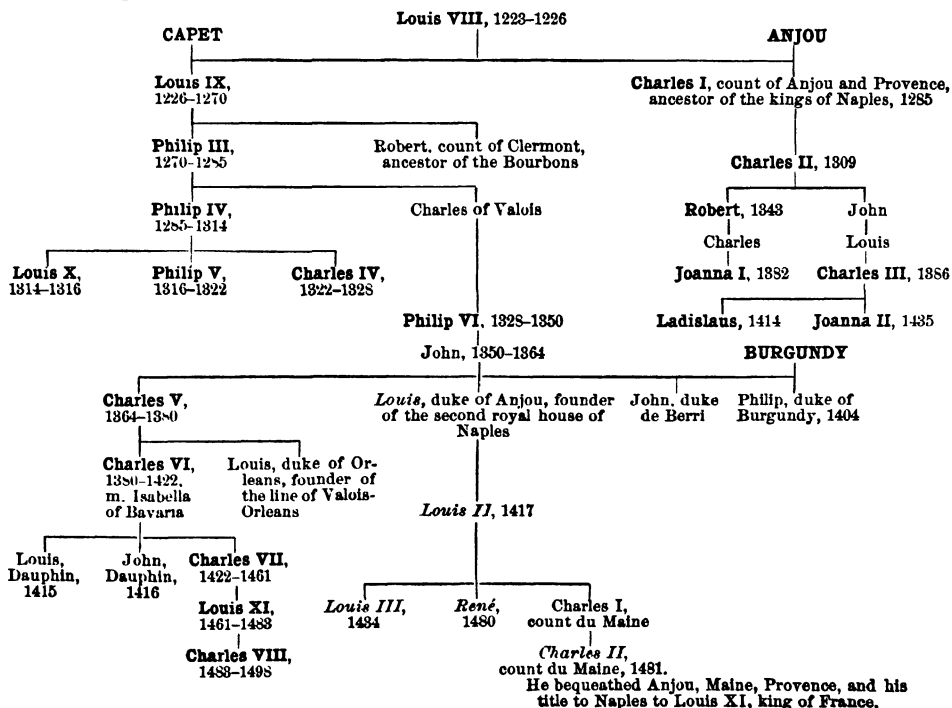 Louis VIII, 1223–1226
CAPET
ANJOU
Louis IX,
1226–1270
Charles I, count of Anjou and Provence,
ancestor of the kings of Naples, 1285
Philip III,
1270–1285
Robert, count of Clermont,
ancestor of the Bourbons
Charles II, 1309
Philip IV,
1285–1314
Charles of Valois
Robert, 1343
John
Charles
Louis
Louis X,
1314–1316
Philip V,
1316–1322
Charles IV,
1322–1328
Joanna I, 1382
Charles III, 1386
Philip VI, 1328–1350
Ladislaus, 1414
Joanna II, 1435
John, 1350–1364
BURGUNDY
Charles V,
1364–1380
Louis, duke of Anjou, founder
of the second royal house of
Naples
John, duke
de Berri
Philip, duke of
Burgundy, 1404
Charles VI,
1380–1422,
m. Isabella
of Bavaria
Louis, duke of Or-
leans, founder of
the line of Valois-
Orleans
Louis II, 1417
Louis,
Dauphin,
1415
John,
Dauphin,
1416
Charles VII,
1422–1461
Louis XI,
1461–1483
Charles VIII,
1483–1498
Louis III,
1434
René,
1480
Charles I,
count du Maine
Charles II,
count du Maine, 1481.
He bequeathed Anjou, Maine, Provence, and his
title to Naples to Louis XI, king of France.